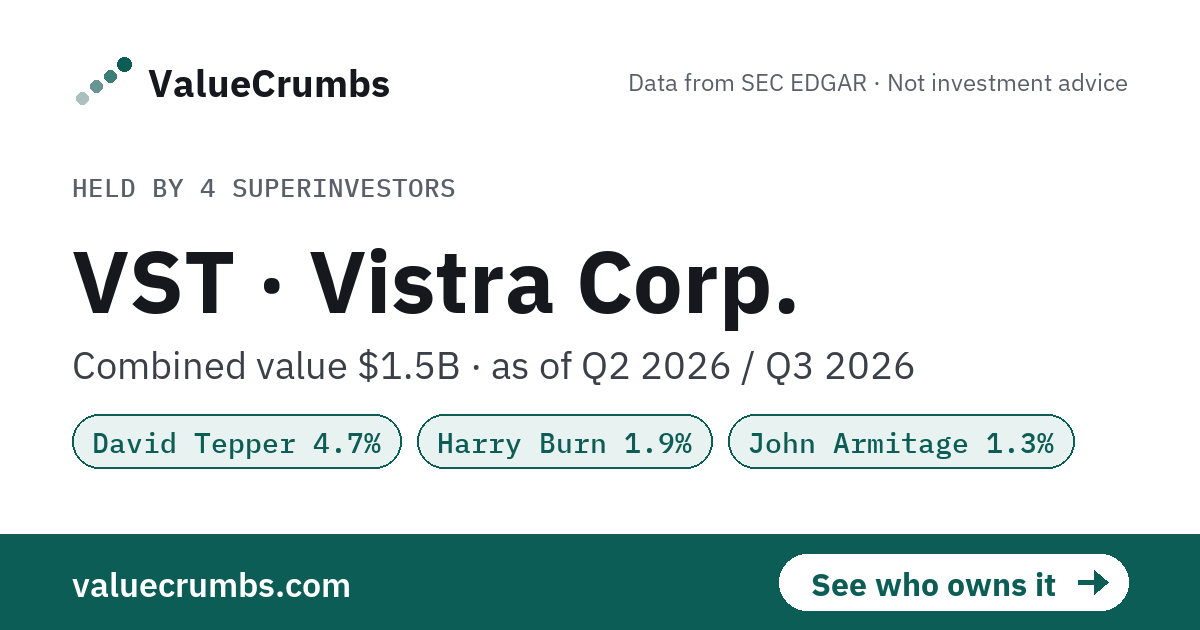 ValueCrumbs
Data from SEC EDGAR · Not investment advice
HELD BY 4 SUPERINVESTORS
VST · Vistra Corp.
Combined value $1.5B · as of Q2 2026 / Q3 2026
David Tepper 4.7%
Harry Burn 1.9%
John Armitage 1.3%
valuecrumbs.com
See who owns it →